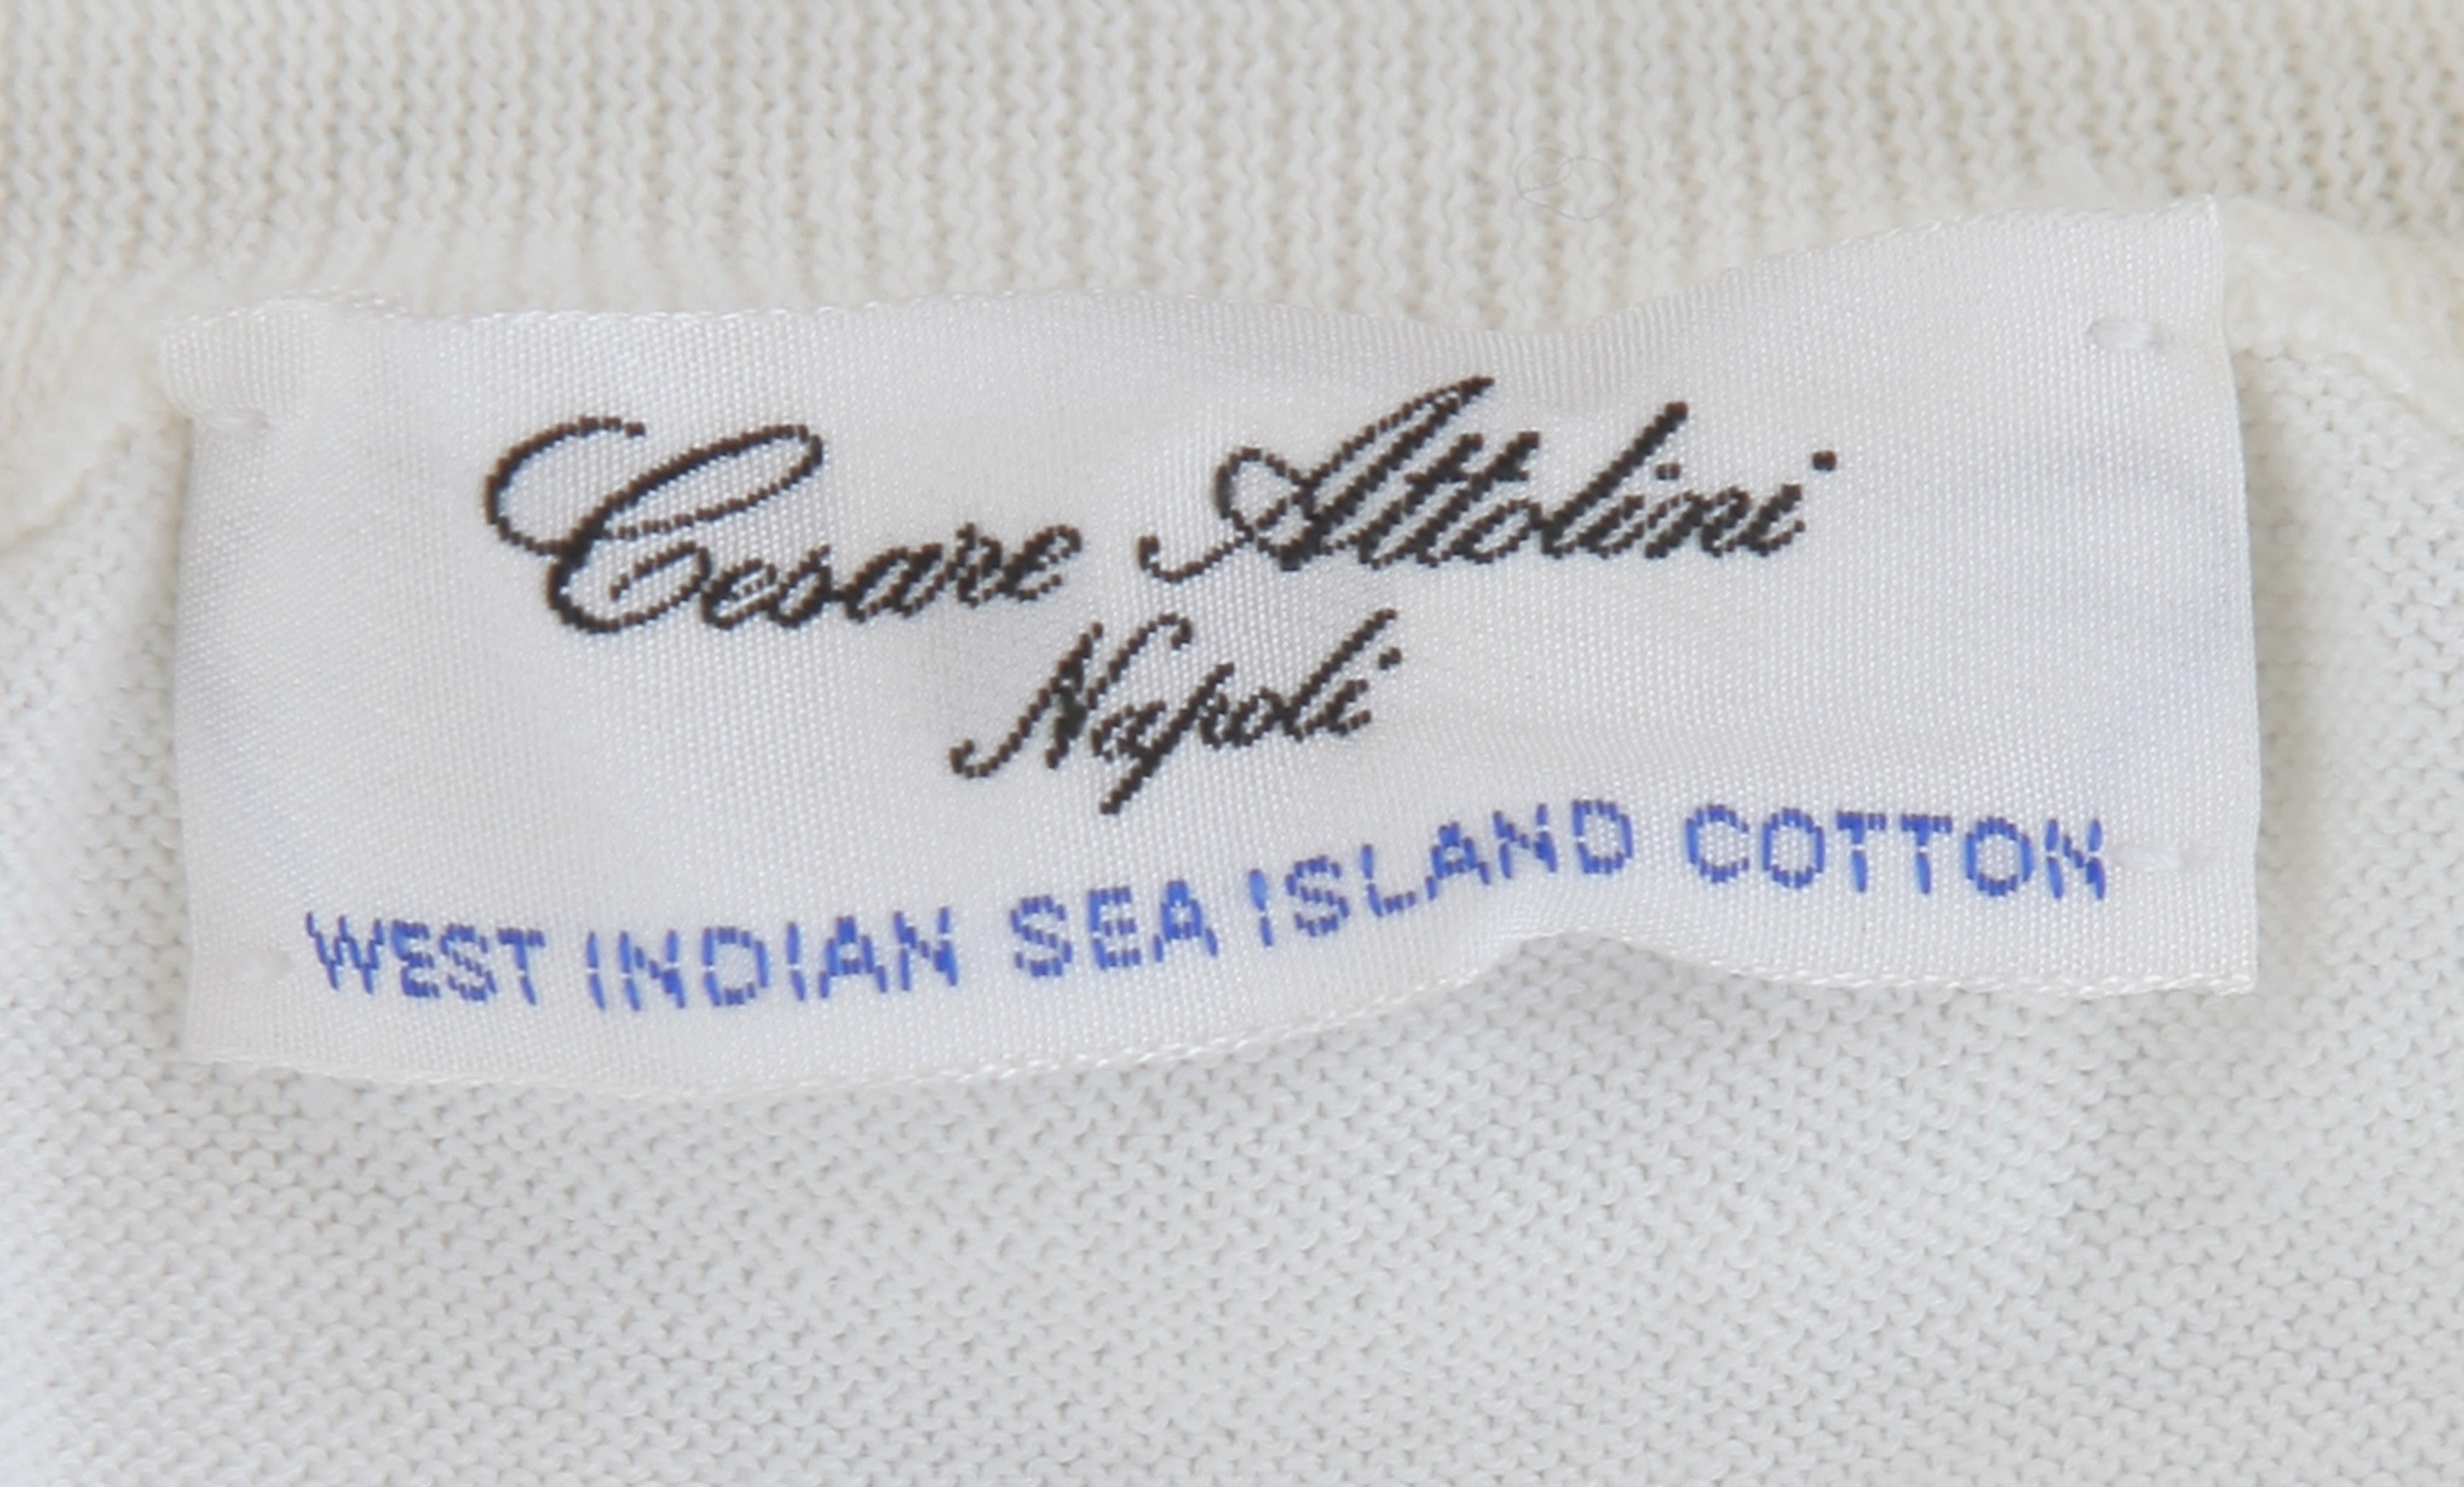 Cesare Attolini
Napoli
WEST INDIAN SEA ISLAND COTTON